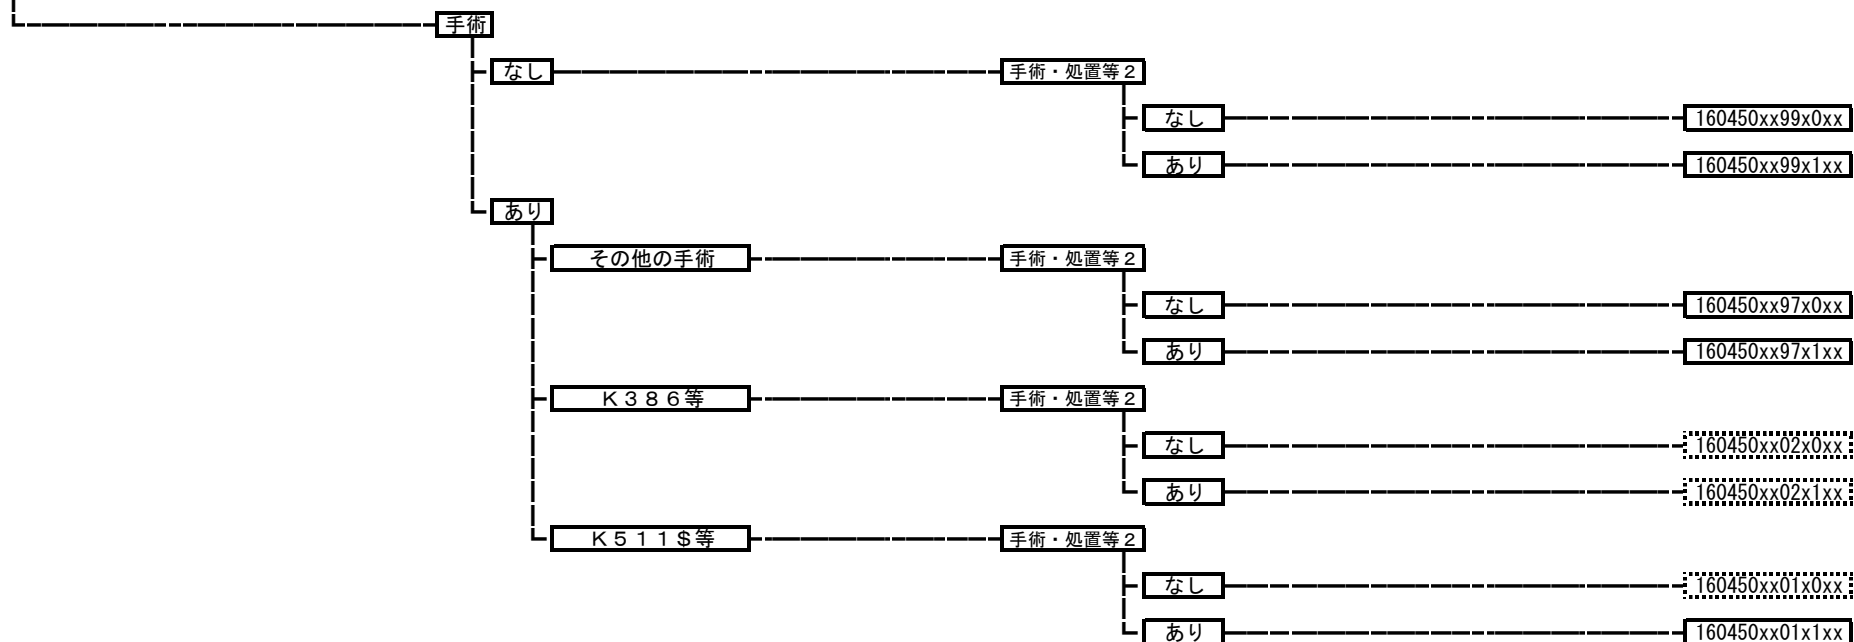 手術
なし
手術・処置等2
なし
160450xx99x0xx
あり
160450xx99x1xx
あり
その他の手術
手術・処置等2
なし
160450xx97x0xx
あり
160450xx97x1xx
K386等
手術・処置等2
なし
160450xx02x0xx
あり
160450xx02x1xx
K511$等
手術・処置等2
なし
160450xx01x0xx
あり
160450xx01x1xx